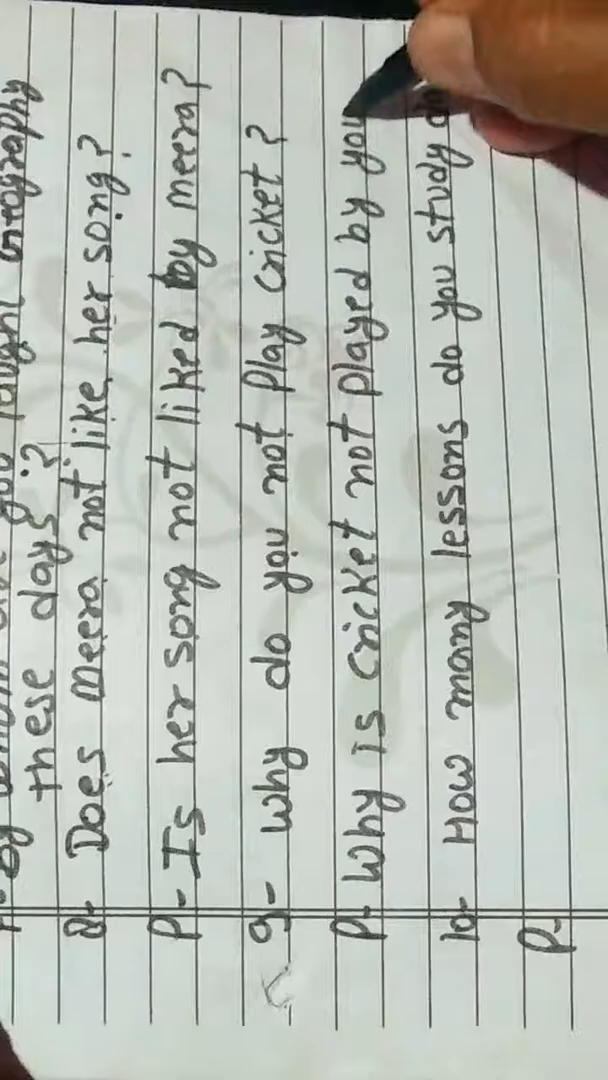 these days?
8- Does meera not like her song?
P- Is her song not liked by meera?
9- Why do you not play cricket?
P- Why is cricket not played by you
10- How many lessons do you study
P-